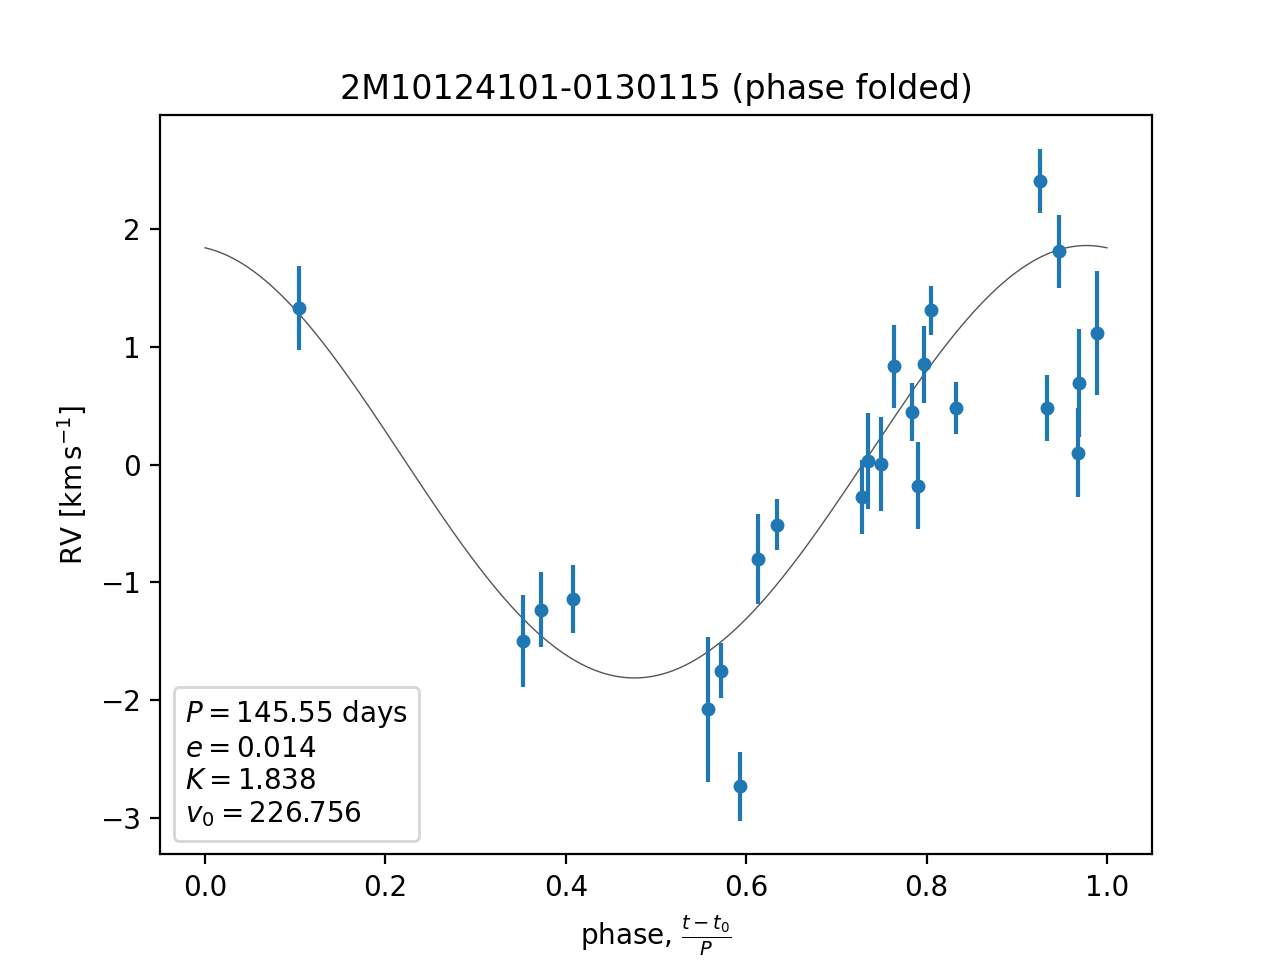 2M10124101-0130115 (phase folded)
2
1
0
−1
−2
−3
RV [km s⁻¹]
P = 145.55 days
e = 0.014
K = 1.838
v₀ = 226.756
0.0 0.2 0.4 0.6 0.8 1.0
phase, (t − t₀)/P